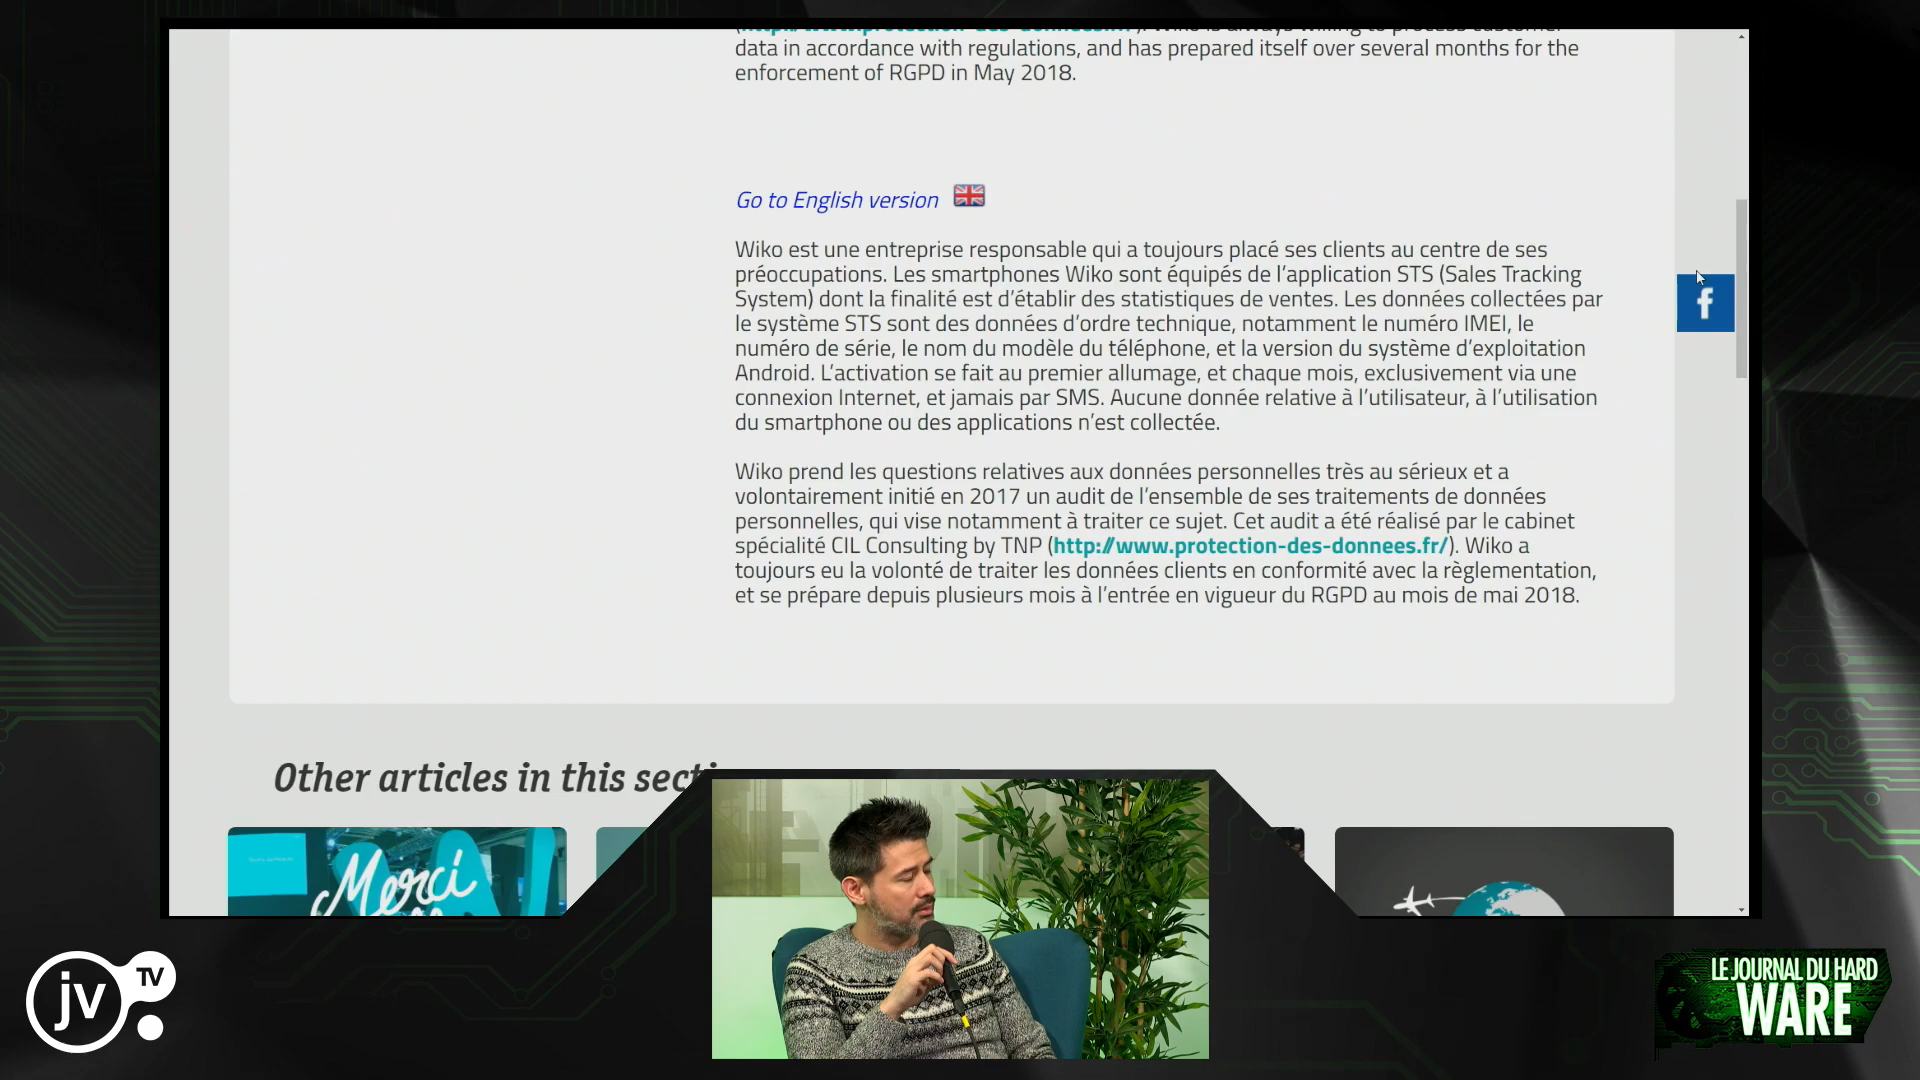 data in accordance with regulations, and has prepared itself over several months for the
enforcement of RGPD in May 2018.
Go to English version
Wiko est une entreprise responsable qui a toujours placé ses clients au centre de ses
préoccupations. Les smartphones Wiko sont équipés de l'application STS (Sales Tracking
System) dont la finalité est d'établir des statistiques de ventes. Les données collectées par
le système STS sont des données d'ordre technique, notamment le numéro IMEI, le
numéro de série, le nom du modèle du téléphone, et la version du système d'exploitation
Android. L'activation se fait au premier allumage, et chaque mois, exclusivement via une
connexion Internet, et jamais par SMS. Aucune donnée relative à l'utilisateur, à l'utilisation
du smartphone ou des applications n'est collectée.
Wiko prend les questions relatives aux données personnelles très au sérieux et a
volontairement initié en 2017 un audit de l'ensemble de ses traitements de données
personnelles, qui vise notamment à traiter ce sujet. Cet audit a été réalisé par le cabinet
spécialité CIL Consulting by TNP (http://www.protection-des-donnees.fr/). Wiko a
toujours eu la volonté de traiter les données clients en conformité avec la règlementation,
et se prépare depuis plusieurs mois à l'entrée en vigueur du RGPD au mois de mai 2018.
f
Other articles in this secti
Merci
jv TV
LE JOURNAL DU HARD
WARE